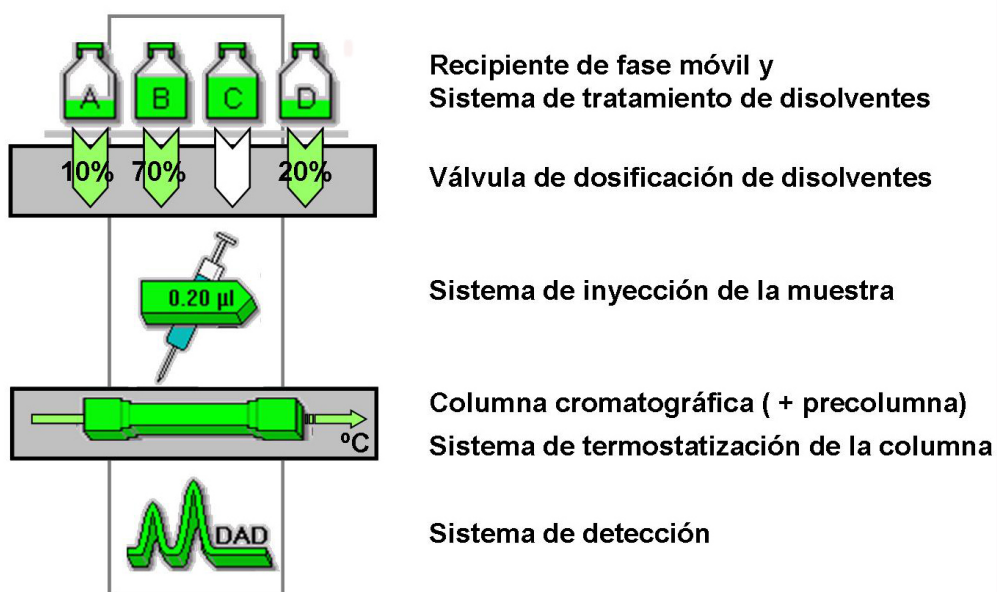 A B C D
Recipiente de fase móvil y
Sistema de tratamiento de disolventes
10% 70% 20%
Válvula de dosificación de disolventes
0.20 µl
Sistema de inyección de la muestra
Columna cromatográfica ( + precolumna)
ºC
Sistema de termostatización de la columna
DAD
Sistema de detección